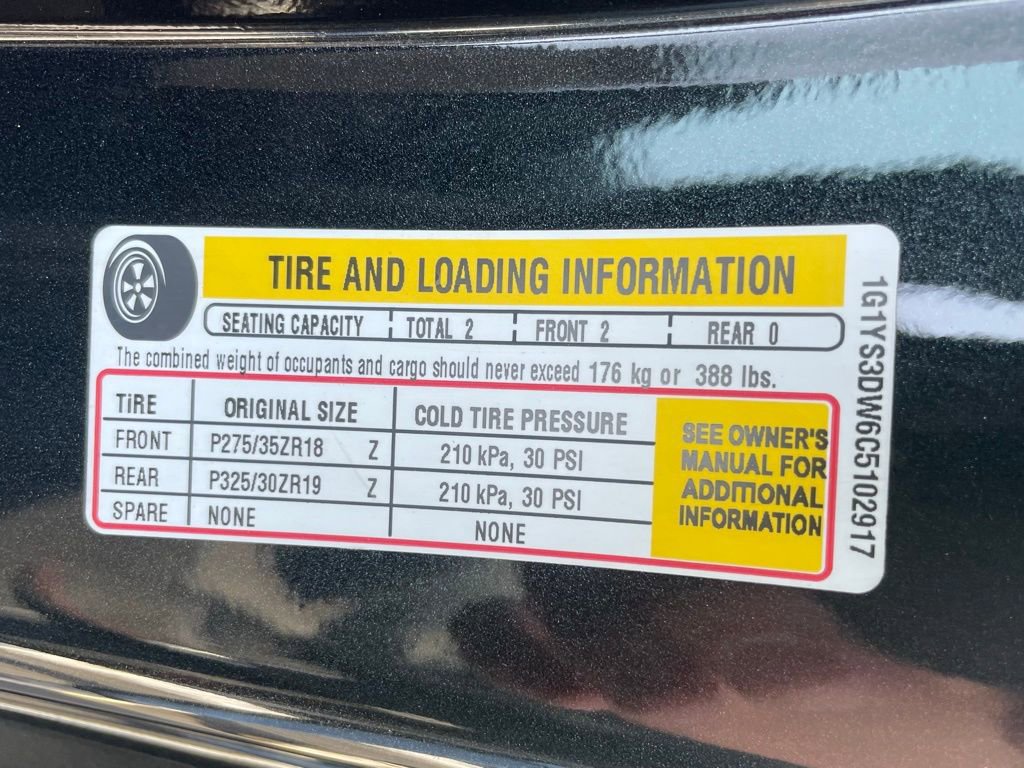 TIRE AND LOADING INFORMATION
SEATING CAPACITY TOTAL 2 FRONT 2 REAR 0
The combined weight of occupants and cargo should never exceed 176 kg or 388 lbs.
TIRE ORIGINAL SIZE COLD TIRE PRESSURE
FRONT P275/35ZR18 Z 210 kPa, 30 PSI
REAR P325/30ZR19 Z 210 kPa, 30 PSI
SPARE NONE NONE
SEE OWNER'S
MANUAL FOR
ADDITIONAL
INFORMATION
1G1YS3DW6C5102917